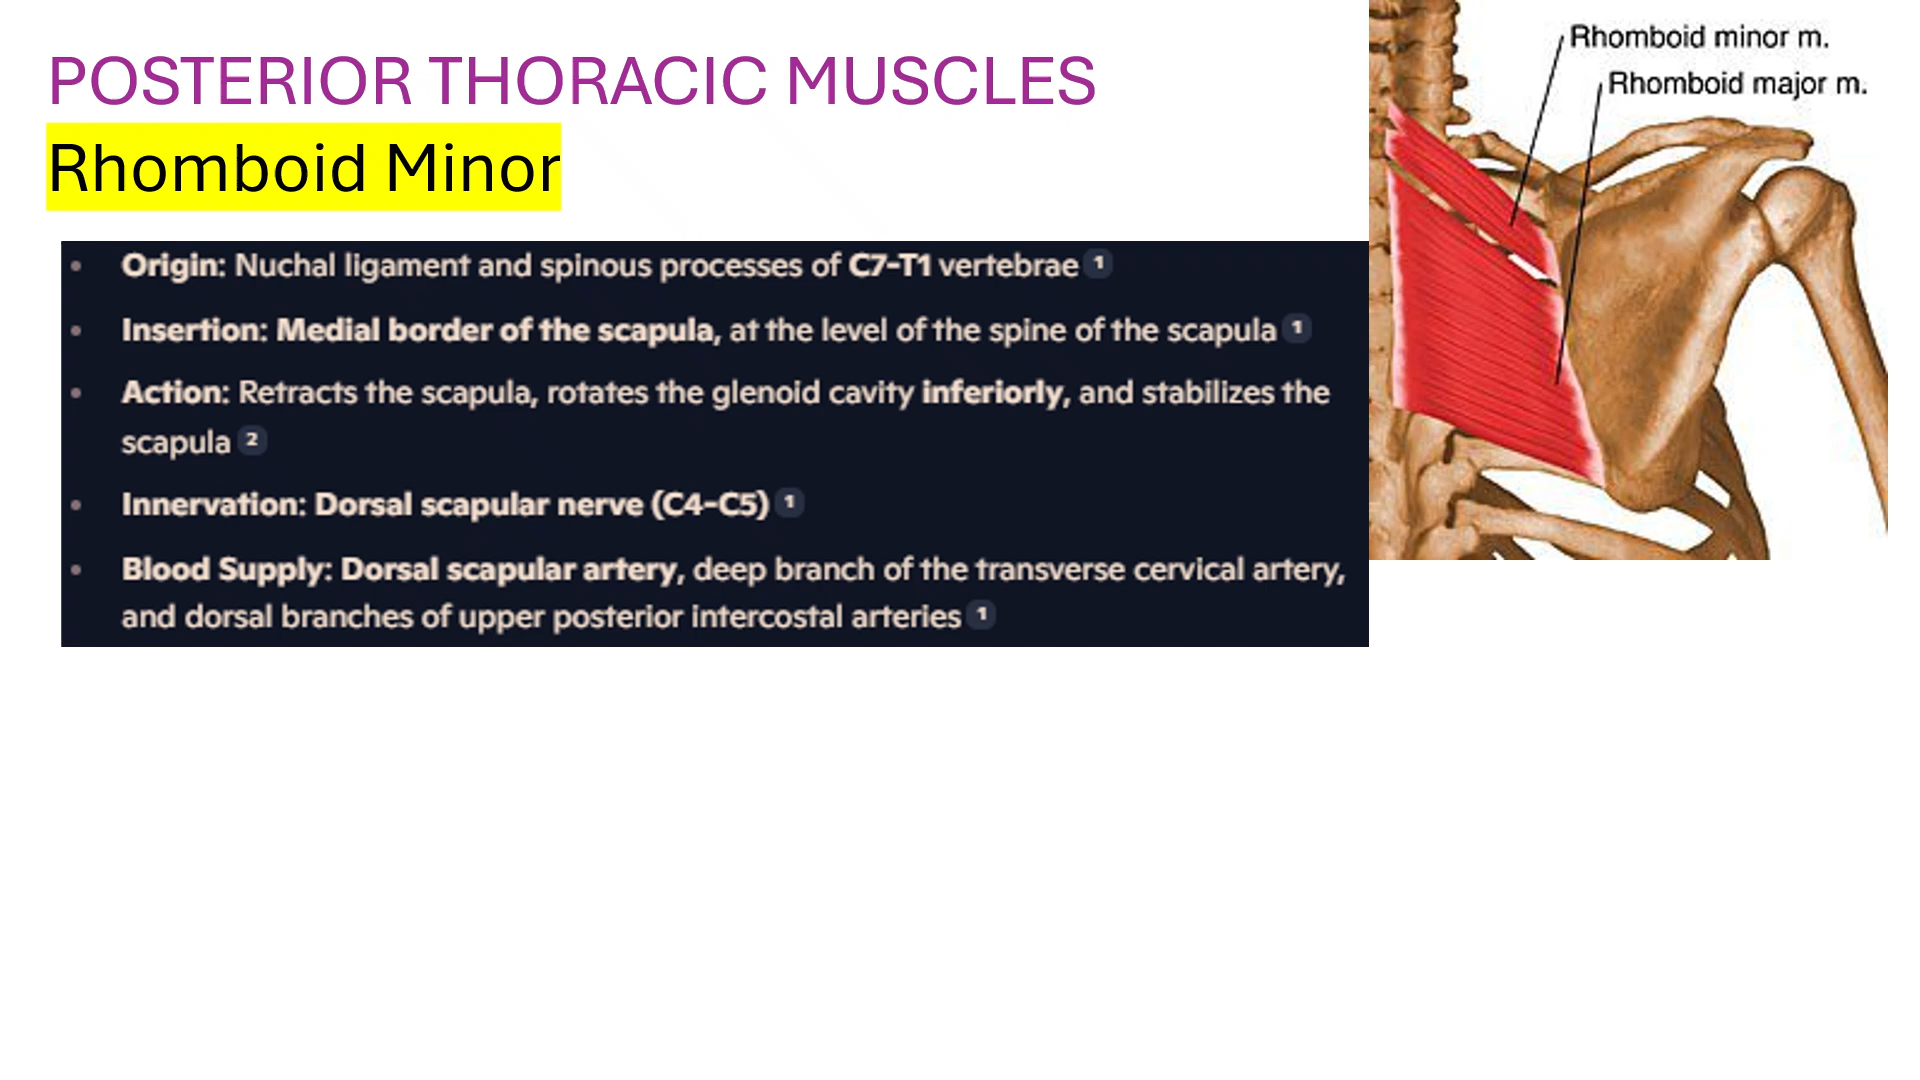 POSTERIOR THORACIC MUSCLES
Rhomboid Minor
Rhomboid minor m.
Rhomboid major m.
• Origin: Nuchal ligament and spinous processes of C7-T1 vertebrae 1
• Insertion: Medial border of the scapula, at the level of the spine of the scapula 1
• Action: Retracts the scapula, rotates the glenoid cavity inferiorly, and stabilizes the
scapula 2
• Innervation: Dorsal scapular nerve (C4-C5) 1
• Blood Supply: Dorsal scapular artery, deep branch of the transverse cervical artery,
and dorsal branches of upper posterior intercostal arteries 1